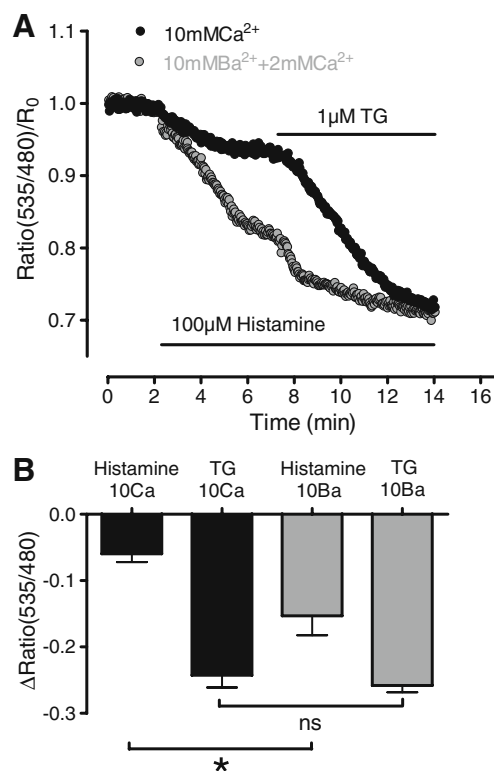 A
1.1
10mMCa²⁺
10mMBa²⁺+2mMCa²⁺
1.0
1μM TG
0.9
Ratio(535/480)/R₀
0.8
0.7
100μM Histamine
0 2 4 6 8 10 12 14 16
Time (min)
B
Histamine TG Histamine TG
10Ca 10Ca 10Ba 10Ba
0.0
-0.1
ΔRatio(535/480)
-0.2
-0.3
ns
*